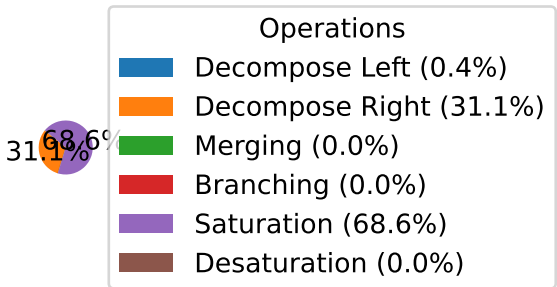 Operations
Decompose Left (0.4%)
Decompose Right (31.1%)
Merging (0.0%)
Branching (0.0%)
Saturation (68.6%)
Desaturation (0.0%)
68.6%
31.1%